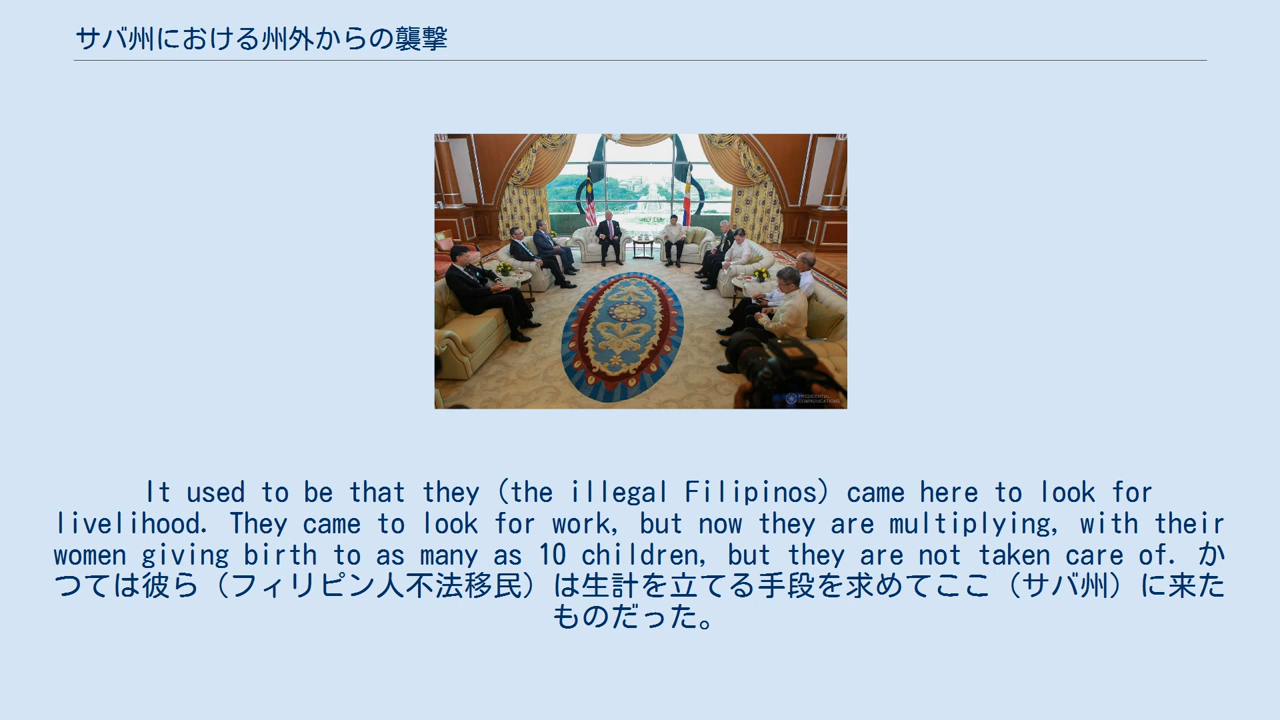 サバ州における州外からの襲撃
PRESIDENTIAL
COMMUNICATIONS
It used to be that they (the illegal Filipinos) came here to look for
livelihood. They came to look for work, but now they are multiplying, with their
women giving birth to as many as 10 children, but they are not taken care of. か
つては彼ら（フィリピン人不法移民）は生計を立てる手段を求めてここ（サバ州）に来た
ものだった。